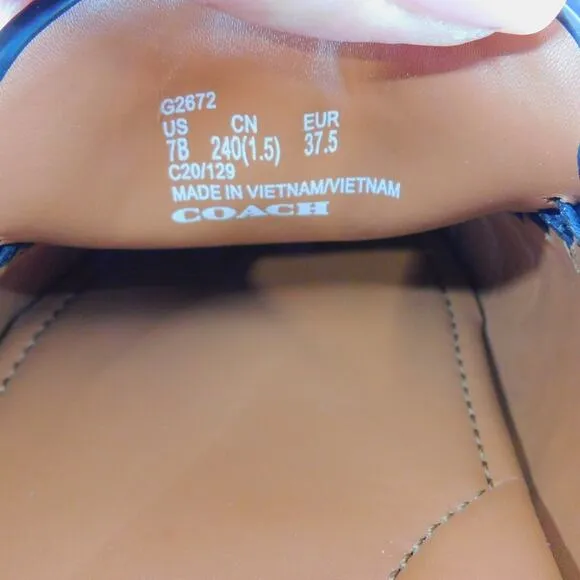 G2672
US CN EUR
7B 240(1.5) 37.5
C20/129
MADE IN VIETNAM/VIETNAM
COACH